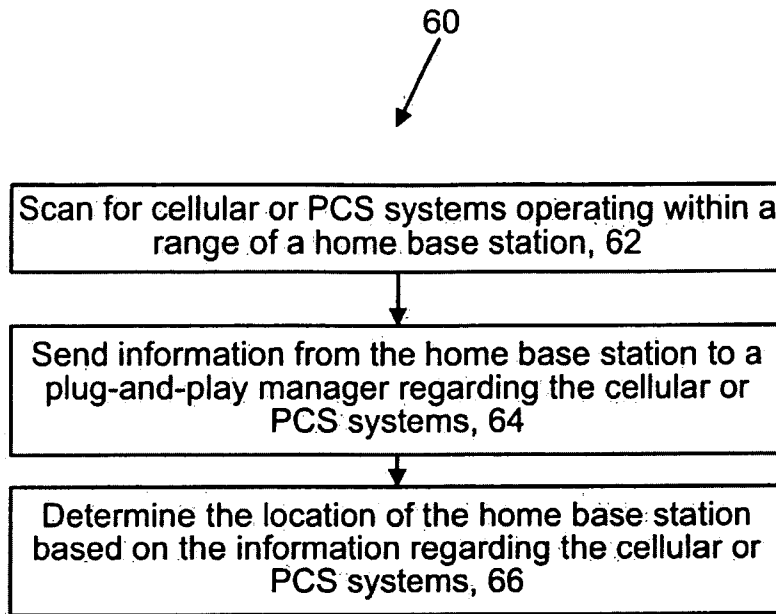 60
Scan for cellular or PCS systems operating within a
range of a home base station, 62
Send information from the home base station to a
plug-and-play manager regarding the cellular or
PCS systems, 64
Determine the location of the home base station
based on the information regarding the cellular or
PCS systems, 66